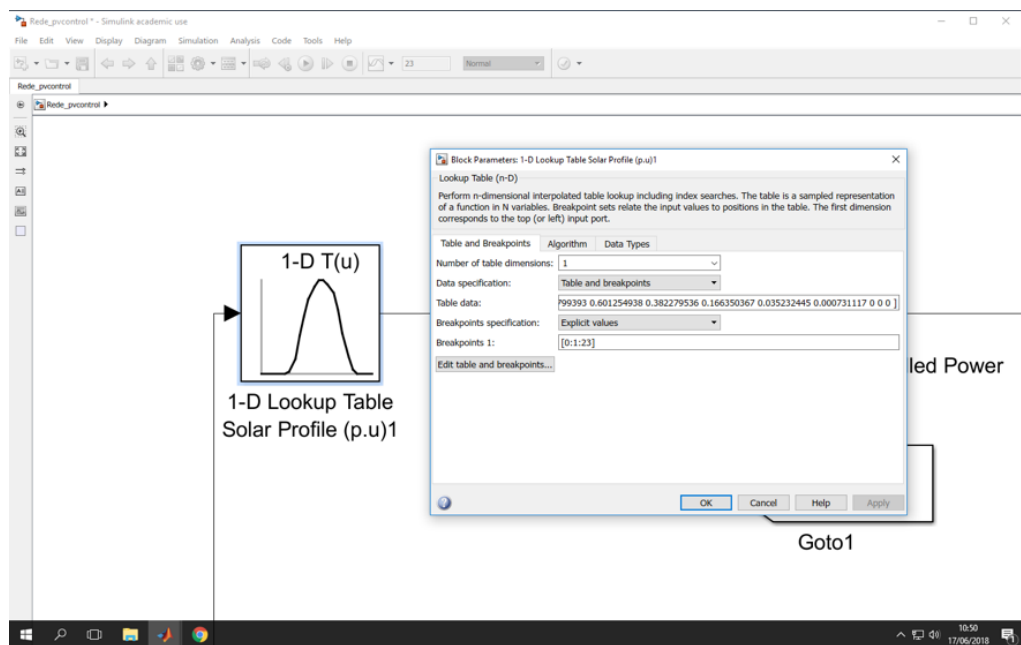 Rede_pvcontrol * - Simulink academic use
File Edit View Display Diagram Simulation Analysis Code Tools Help
23 Normal
Rede_pvcontrol
Rede_pvcontrol
Block Parameters: 1-D Lookup Table Solar Profile (p.u)1
Lookup Table (n-D)
Perform n-dimensional interpolated table lookup including index searches. The table is a sampled representation
of a function in N variables. Breakpoint sets relate the input values to positions in the table. The first dimension
corresponds to the top (or left) input port.
Table and Breakpoints Algorithm Data Types
Number of table dimensions: 1
Data specification: Table and breakpoints
Table data: 799393 0.601254938 0.382279536 0.166350367 0.035232445 0.000731117 0 0 0 ]
Breakpoints specification: Explicit values
Breakpoints 1: [0:1:23]
Edit table and breakpoints...
OK Cancel Help Apply
1-D T(u)
1-D Lookup Table
Solar Profile (p.u)1
led Power
Goto1
10:50
17/06/2018